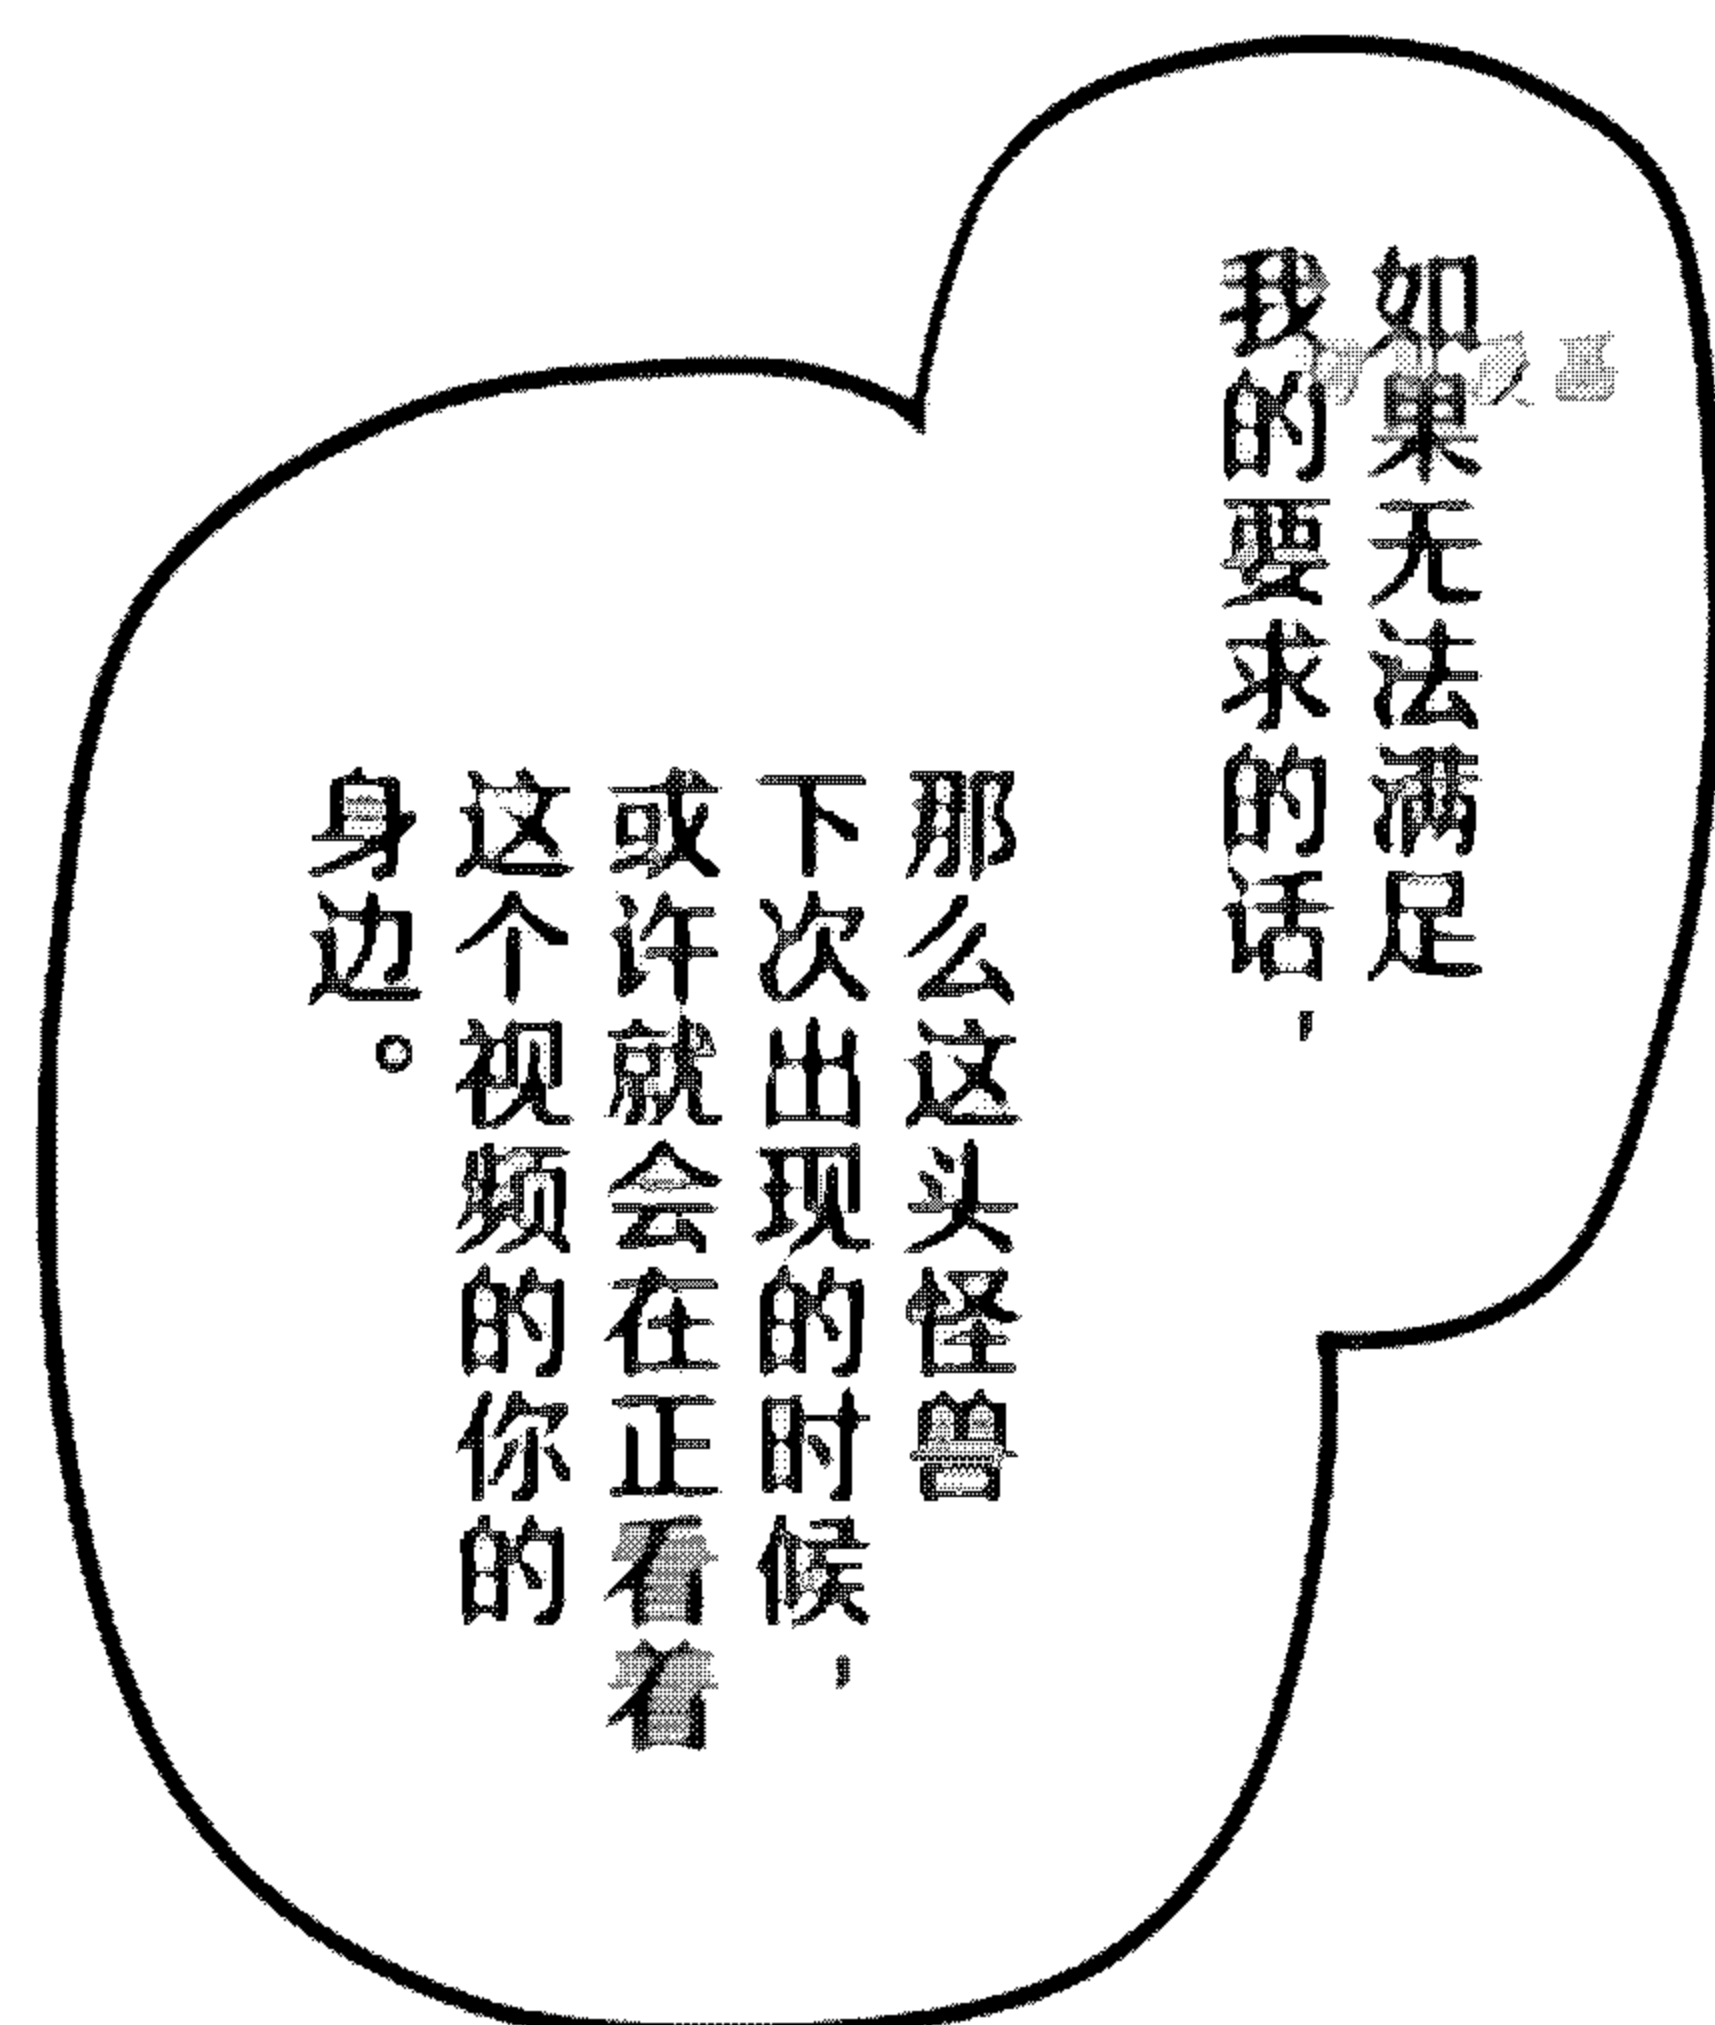 如果无法满足
我的要求的话，
那么这头怪兽
下次出现的时候，
或许就会在正看着
这个视频的你的
身边。